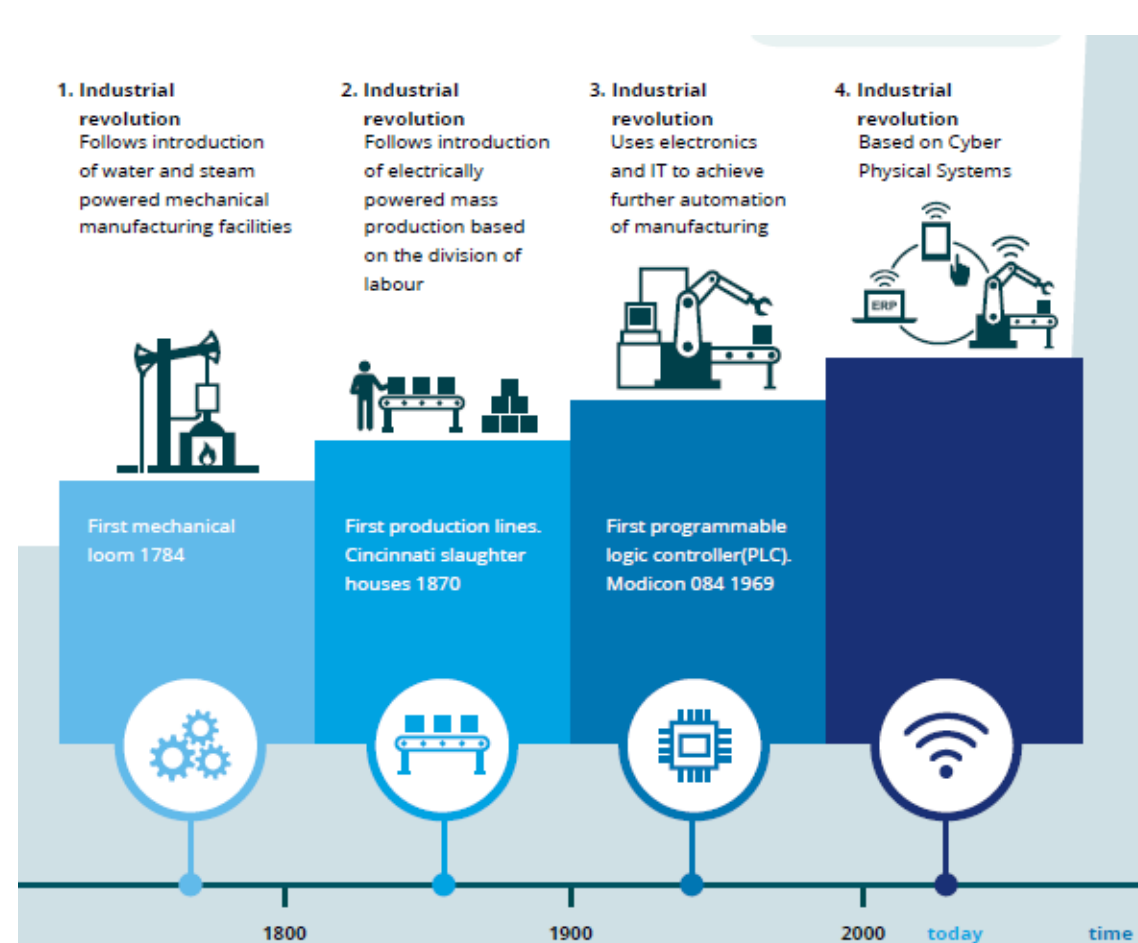 1. Industrial
revolution
Follows introduction
of water and steam
powered mechanical
manufacturing facilities
2. Industrial
revolution
Follows introduction
of electrically
powered mass
production based
on the division of
labour
3. Industrial
revolution
Uses electronics
and IT to achieve
further automation
of manufacturing
4. Industrial
revolution
Based on Cyber
Physical Systems
ERP
First mechanical
loom 1784
First production lines.
Cincinnati slaughter
houses 1870
First programmable
logic controller(PLC).
Modicon 084 1969
1800
1900
2000
today
time